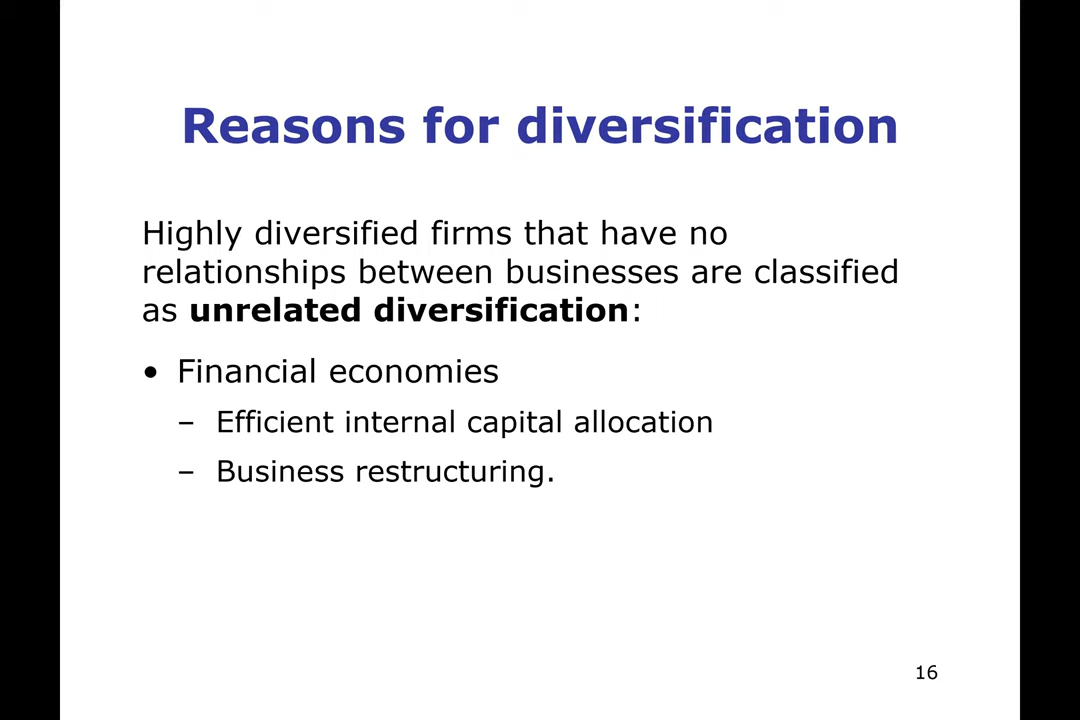 Reasons for diversification
Highly diversified firms that have no
relationships between businesses are classified
as unrelated diversification:
• Financial economies
– Efficient internal capital allocation
– Business restructuring.
16